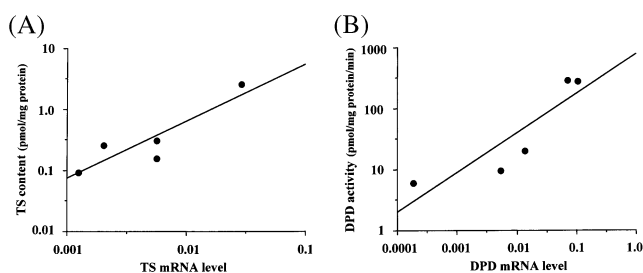 (A)
TS content (pmol/mg protein)
10
1.0
0.1
0.01
0.001
0.01
0.1
TS mRNA level
(B)
DPD activity (pmol/mg protein/min)
1000
100
10
1
0.0001
0.001
0.01
0.1
1.0
DPD mRNA level